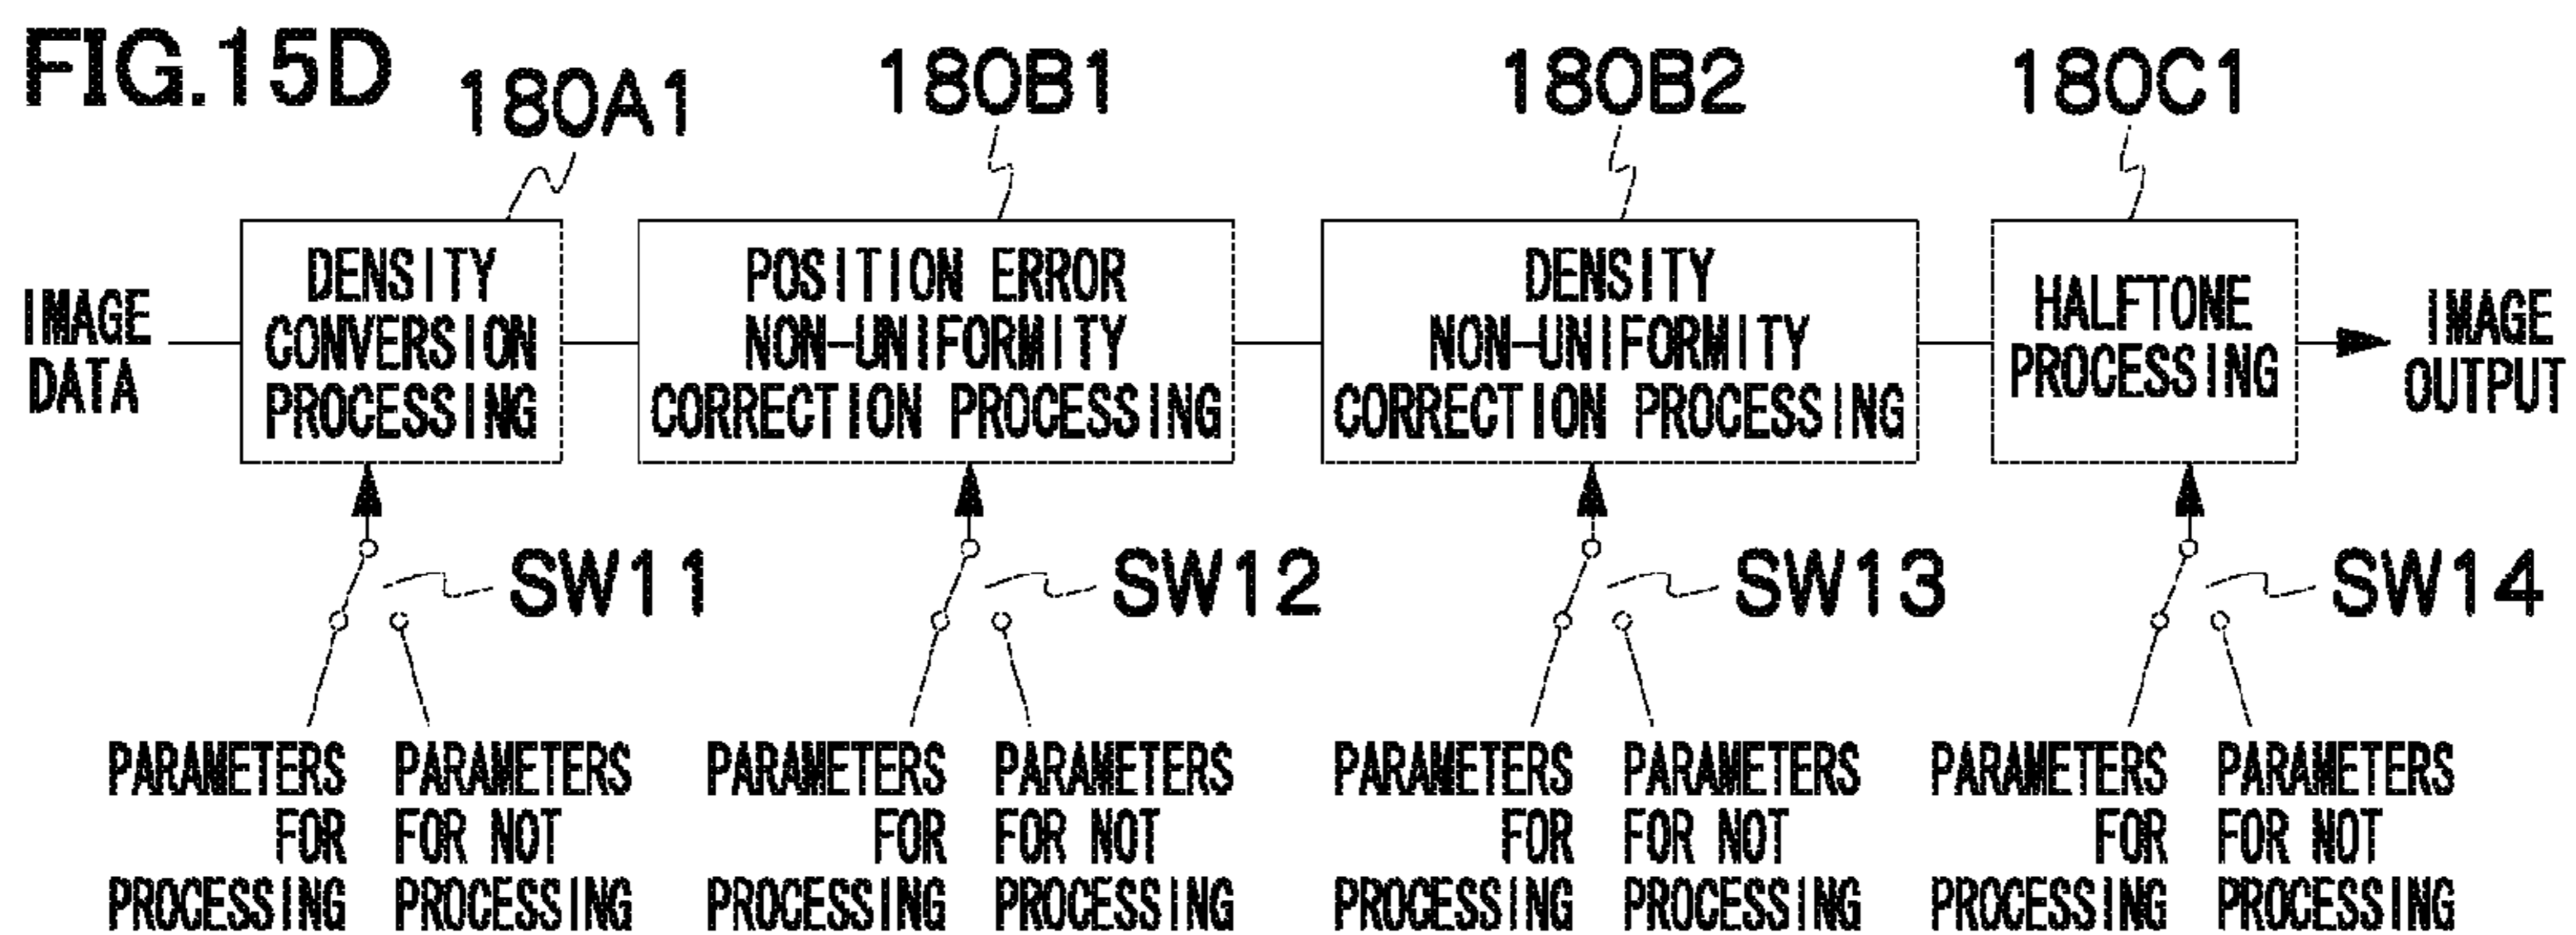 FIG.15D
180A1
180B1
180B2
180C1
IMAGE
DATA
DENSITY
CONVERSION
PROCESSING
POSITION ERROR
NON-UNIFORMITY
CORRECTION PROCESSING
DENSITY
NON-UNIFORMITY
CORRECTION PROCESSING
HALFTONE
PROCESSING
IMAGE
OUTPUT
SW11
SW12
SW13
SW14
PARAMETERS
FOR
PROCESSING
PARAMETERS
FOR NOT
PROCESSING
PARAMETERS
FOR
PROCESSING
PARAMETERS
FOR NOT
PROCESSING
PARAMETERS
FOR
PROCESSING
PARAMETERS
FOR NOT
PROCESSING
PARAMETERS
FOR
PROCESSING
PARAMETERS
FOR NOT
PROCESSING